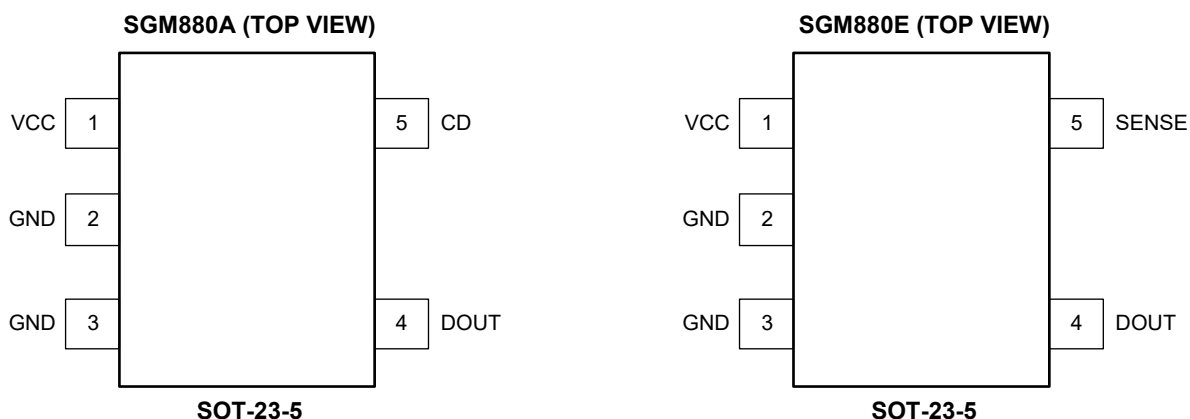 SGM880A (TOP VIEW)
VCC 1
5 CD
GND 2
GND 3
4 DOUT
SOT-23-5
SGM880E (TOP VIEW)
VCC 1
5 SENSE
GND 2
GND 3
4 DOUT
SOT-23-5